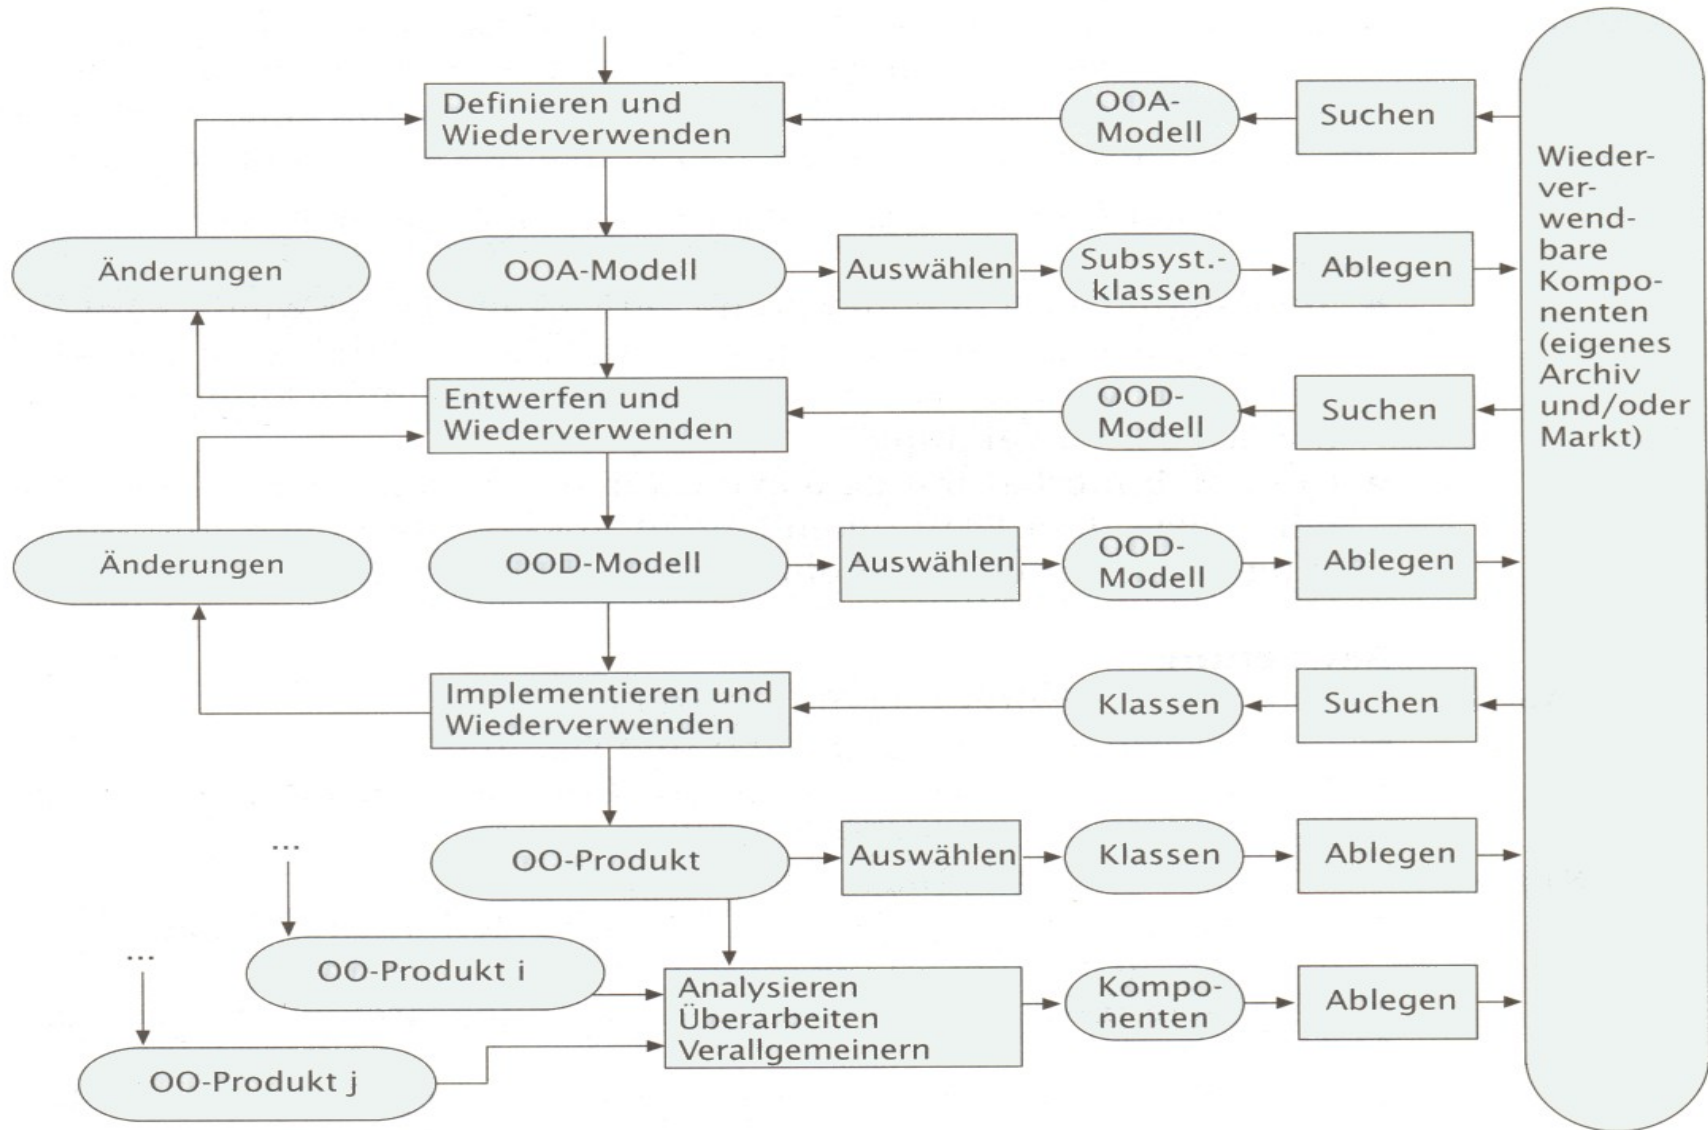 Definieren und
Wiederverwenden
OOA-
Modell
Suchen
Wieder-
ver-
wend-
bare
Kompo-
nenten
(eigenes
Archiv
und/oder
Markt)
Änderungen
OOA-Modell
Auswählen
Subsyst.-
klassen
Ablegen
Entwerfen und
Wiederverwenden
OOD-
Modell
Suchen
Änderungen
OOD-Modell
Auswählen
OOD-
Modell
Ablegen
Implementieren und
Wiederverwenden
Klassen
Suchen
OO-Produkt
Auswählen
Klassen
Ablegen
...
OO-Produkt i
...
OO-Produkt j
Analysieren
Überarbeiten
Verallgemeinern
Kompo-
nenten
Ablegen